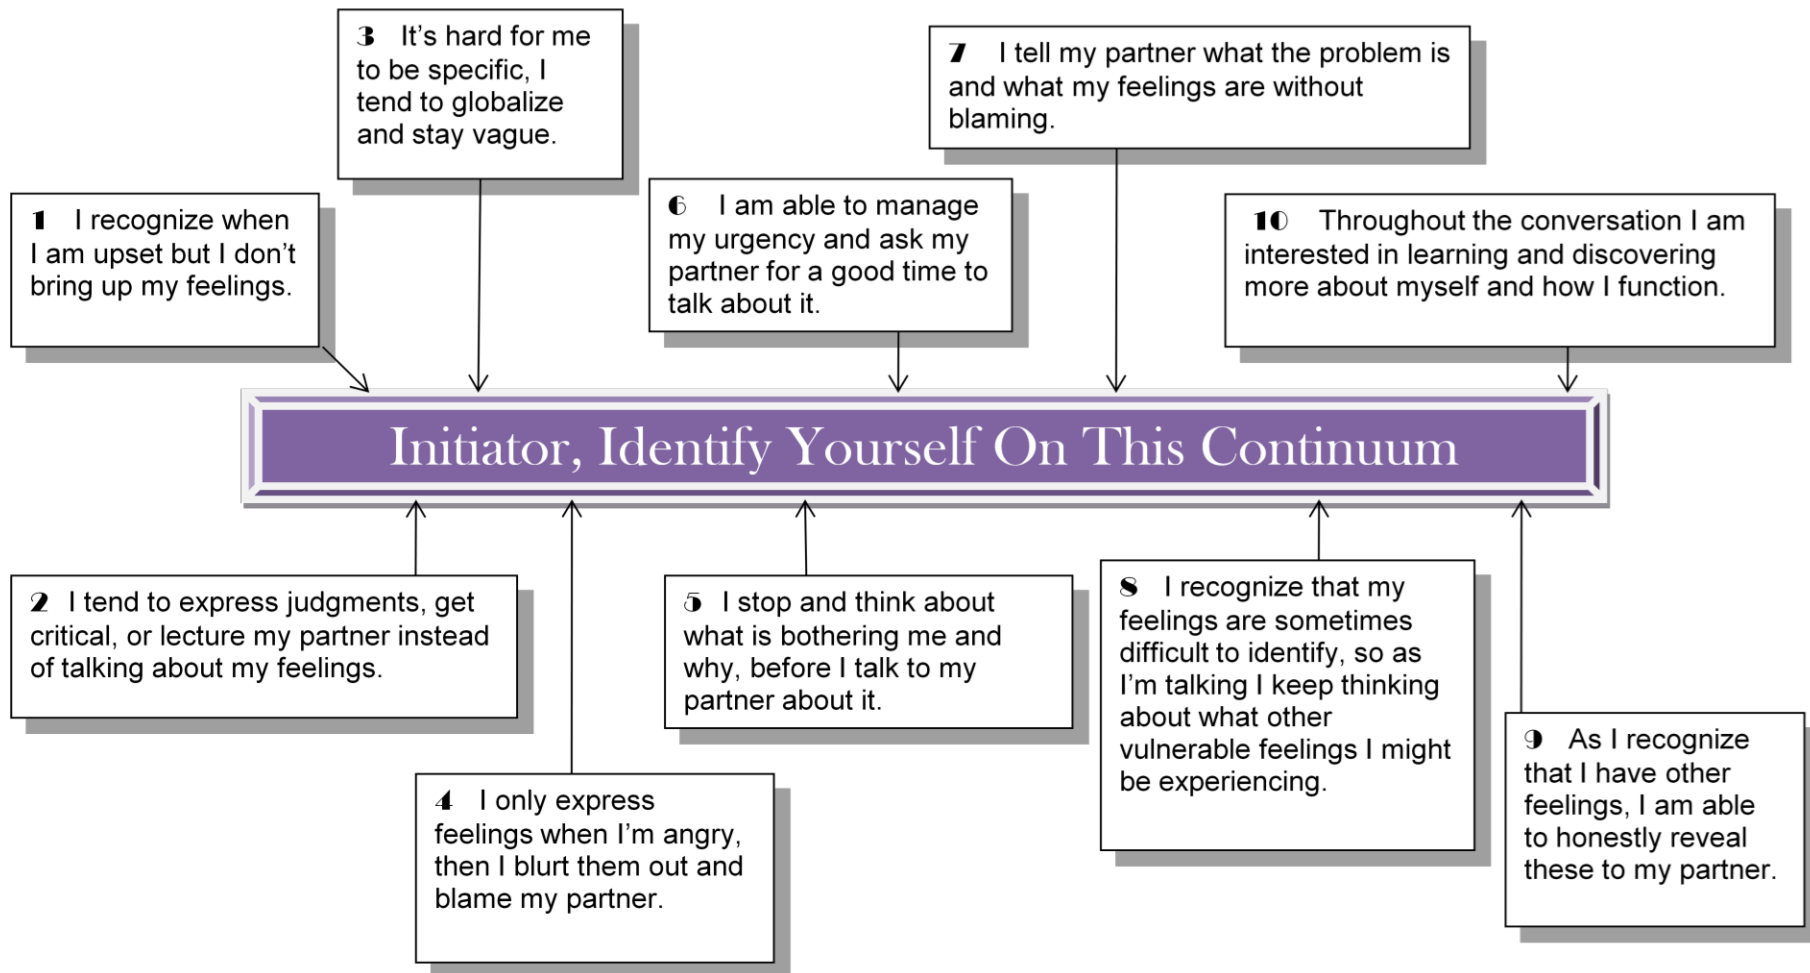 1 I recognize when
I am upset but I don't
bring up my feelings.
2 I tend to express judgments, get
critical, or lecture my partner instead
of talking about my feelings.
3 It's hard for me
to be specific, I
tend to globalize
and stay vague.
4 I only express
feelings when I'm angry,
then I blurt them out and
blame my partner.
5 I stop and think about
what is bothering me and
why, before I talk to my
partner about it.
6 I am able to manage
my urgency and ask my
partner for a good time to
talk about it.
7 I tell my partner what the problem is
and what my feelings are without
blaming.
8 I recognize that my
feelings are sometimes
difficult to identify, so as
I'm talking I keep thinking
about what other
vulnerable feelings I might
be experiencing.
9 As I recognize
that I have other
feelings, I am able
to honestly reveal
these to my partner.
10 Throughout the conversation I am
interested in learning and discovering
more about myself and how I function.
Initiator, Identify Yourself On This Continuum